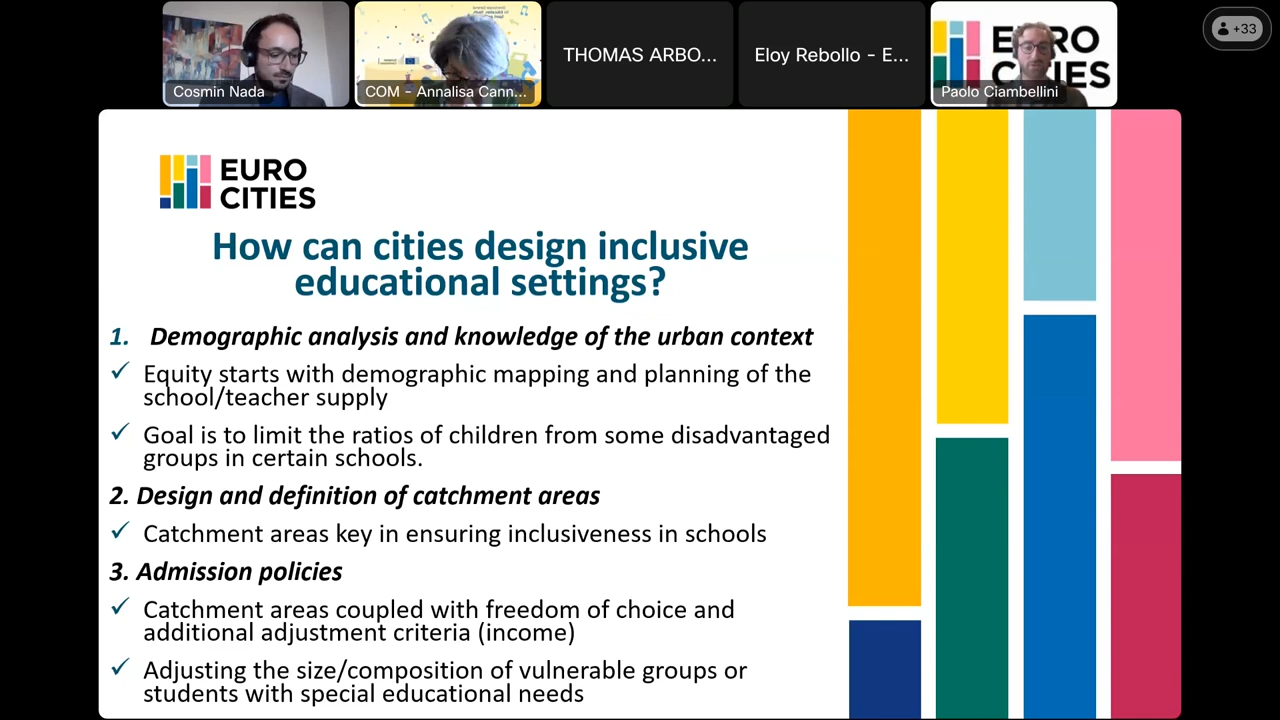 Cosmin Nada
COM - Annalisa Cann...
THOMAS ARBO...
Eloy Rebollo - E...
EURO
CITIES
Paolo Ciambellini
+33
EURO
CITIES
How can cities design inclusive
educational settings?
1. Demographic analysis and knowledge of the urban context
✓ Equity starts with demographic mapping and planning of the
school/teacher supply
✓ Goal is to limit the ratios of children from some disadvantaged
groups in certain schools.
2. Design and definition of catchment areas
✓ Catchment areas key in ensuring inclusiveness in schools
3. Admission policies
✓ Catchment areas coupled with freedom of choice and
additional adjustment criteria (income)
✓ Adjusting the size/composition of vulnerable groups or
students with special educational needs